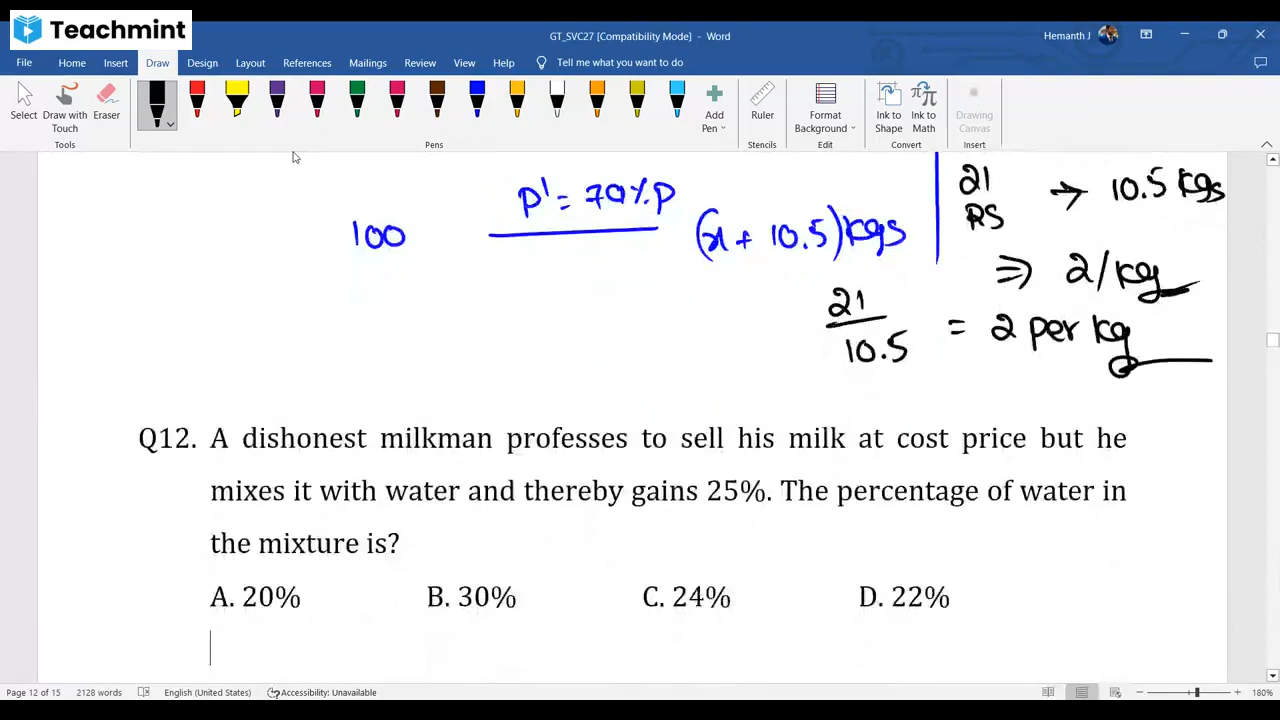 Teachmint
GT_SVC27 [Compatibility Mode] - Word
Hemanth J
File Home Insert Draw Design Layout References Mailings Review View Help Tell me what you want to do
Select
Draw with Touch
Eraser
Add Pen
Ruler
Format Background
Ink to Shape
Ink to Math
Drawing Canvas
Tools Pens Stencils Edit Convert Insert
P' = 70% P
100 (x + 10.5) kgs
21 RS → 10.5 kgs
⇒ 2/kg
21/10.5 = 2 per kg
Q12. A dishonest milkman professes to sell his milk at cost price but he
mixes it with water and thereby gains 25%. The percentage of water in
the mixture is?
A. 20% B. 30% C. 24% D. 22%
Page 12 of 15 2128 words English (United States) Accessibility: Unavailable 180%